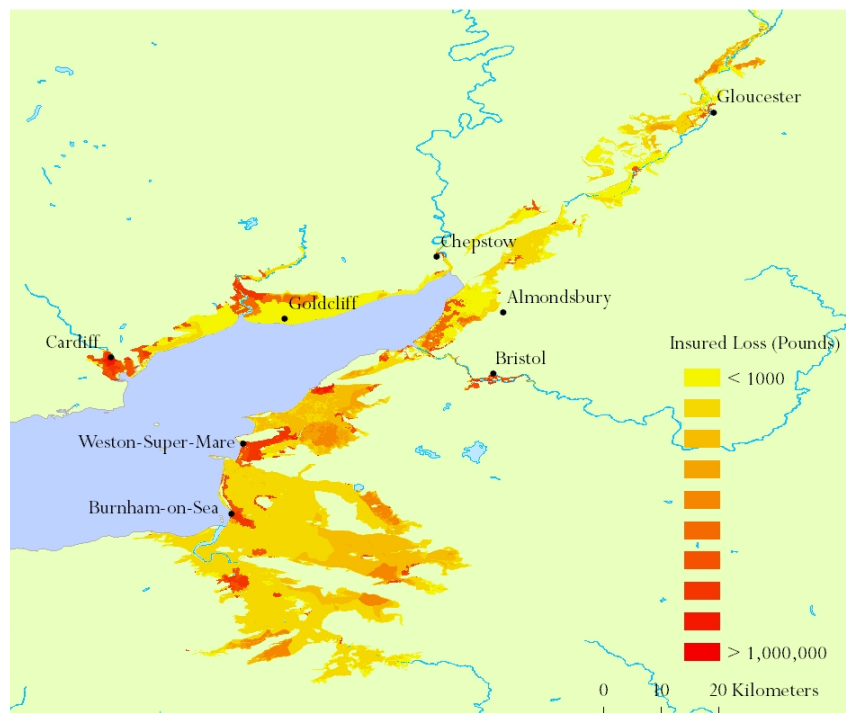 Gloucester
Chepstow
Goldcliff
Almondsbury
Cardiff
Bristol
Insured Loss (Pounds)
< 1000
Weston-Super-Mare
Burnham-on-Sea
> 1,000,000
0 10 20 Kilometers